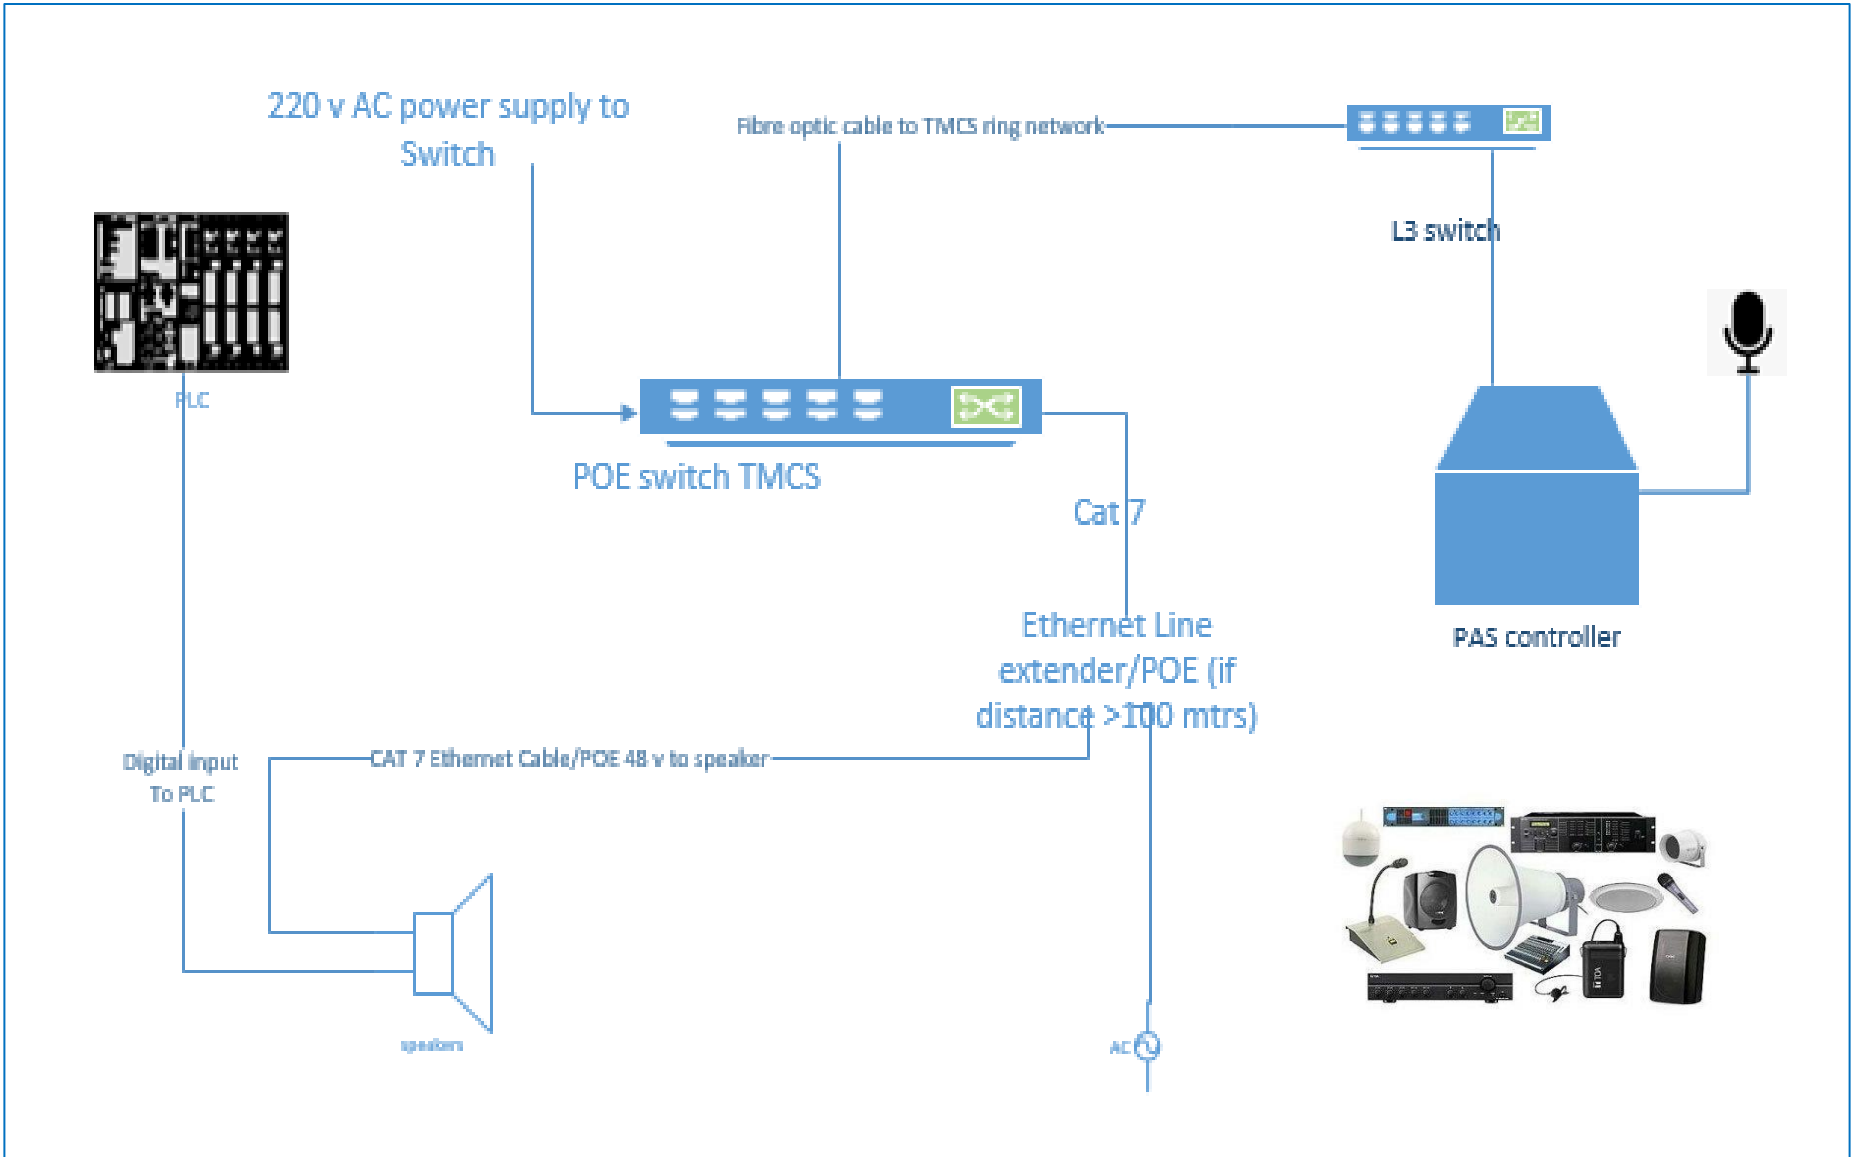 220 v AC power supply to
Switch
Fibre optic cable to TMCS ring network
L3 switch
PLC
POE switch TMCS
Cat 7
Ethernet Line
extender/POE (if
distance >100 mtrs)
PAS controller
CAT 7 Ethernet Cable/POE 48 v to speaker
Digital input
To PLC
speakers
AC
TOA